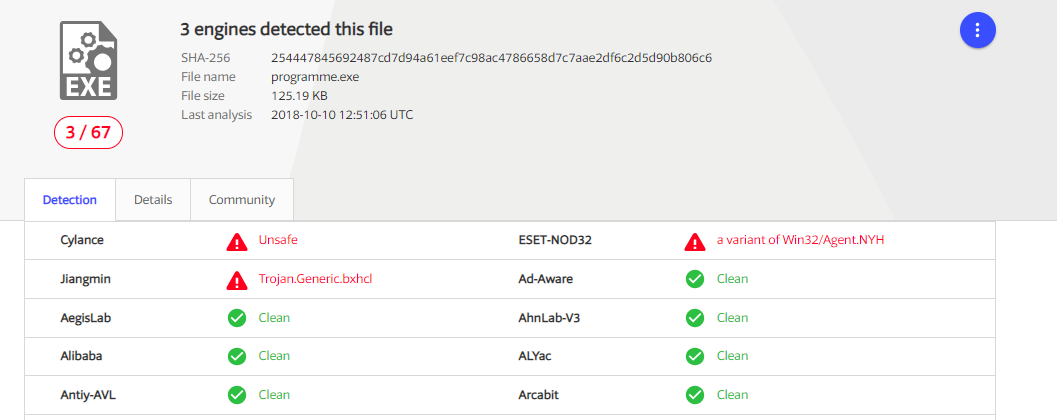 3 engines detected this file
SHA-256 254447845692487cd7d94a61eef7c98ac4786658d7c7aae2df6c2d5d90b806c6
File name programme.exe
File size 125.19 KB
Last analysis 2018-10-10 12:51:06 UTC
EXE
3 / 67
Detection Details Community
Cylance Unsafe ESET-NOD32 a variant of Win32/Agent.NYH
Jiangmin Trojan.Generic.bxhcl Ad-Aware Clean
AegisLab Clean AhnLab-V3 Clean
Alibaba Clean ALYac Clean
Antiy-AVL Clean Arcabit Clean